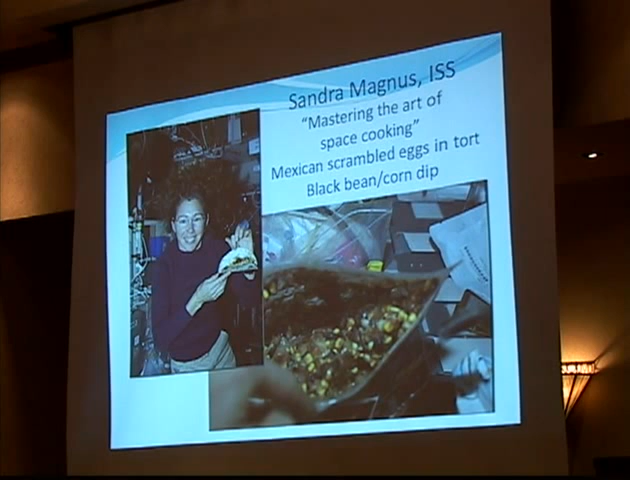 Sandra Magnus, ISS
"Mastering the art of
space cooking"
Mexican scrambled eggs in tort
Black bean/corn dip